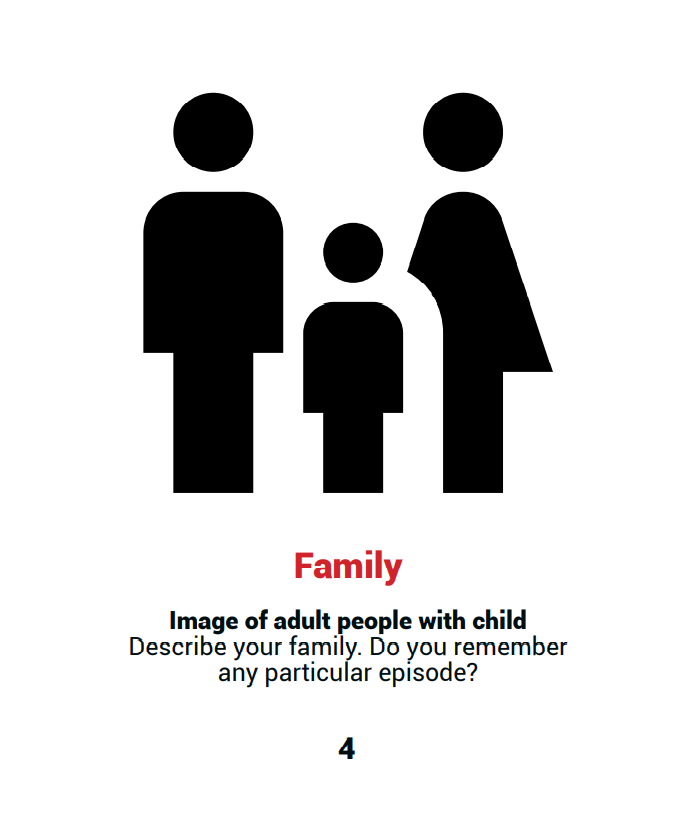 Family
Image of adult people with child
Describe your family. Do you remember
any particular episode?
4